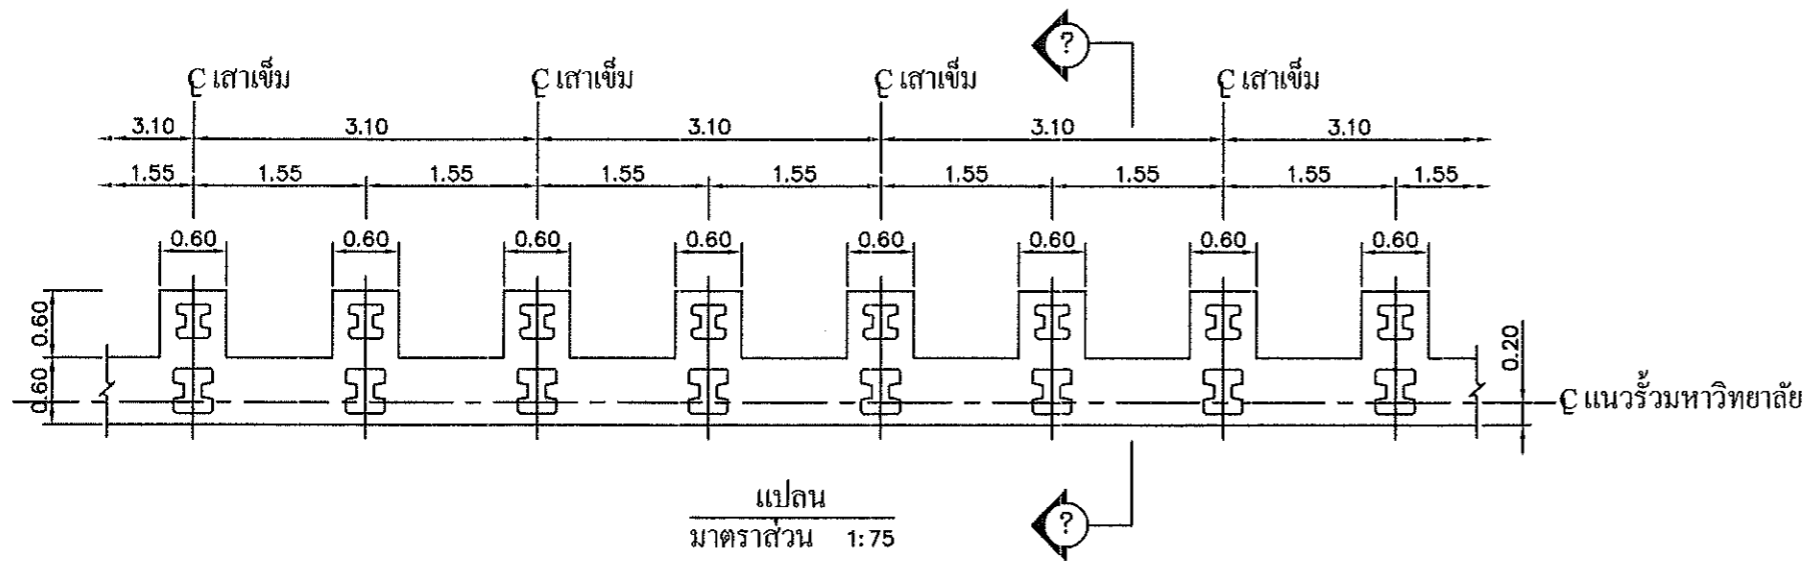 ?
℄ เสาเข็ม ℄ เสาเข็ม ℄ เสาเข็ม ℄ เสาเข็ม
3.10 3.10 3.10 3.10 3.10
1.55 1.55 1.55 1.55 1.55 1.55 1.55 1.55 1.55
0.60 0.60 0.60 0.60 0.60 0.60 0.60 0.60
0.60
0.20
0.60
℄ แนวรั้วมหาวิทยาลัย
แปลน
?
มาตราส่วน 1:75